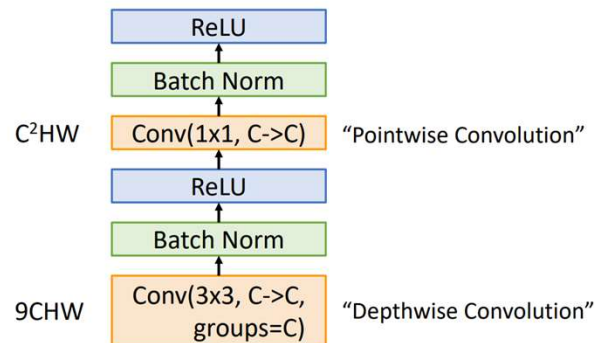 ReLU
Batch Norm
C²HW Conv(1x1, C->C) “Pointwise Convolution”
ReLU
Batch Norm
Conv(3x3, C->C,
9CHW groups=C) “Depthwise Convolution”